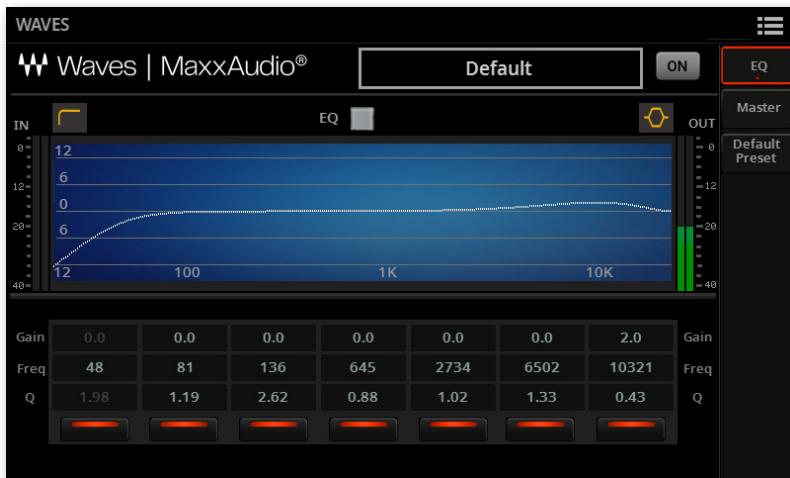 WAVES
Waves | MaxxAudio®
Default
ON
EQ
Master
Default
Preset
EQ
IN
OUT
0
12
20
40
12
6
0
6
12
100
1K
10K
0
12
20
40
Gain 0.0 0.0 0.0 0.0 0.0 0.0 2.0 Gain
Freq 48 81 136 645 2734 6502 10321 Freq
Q 1.98 1.19 2.62 0.88 1.02 1.33 0.43 Q